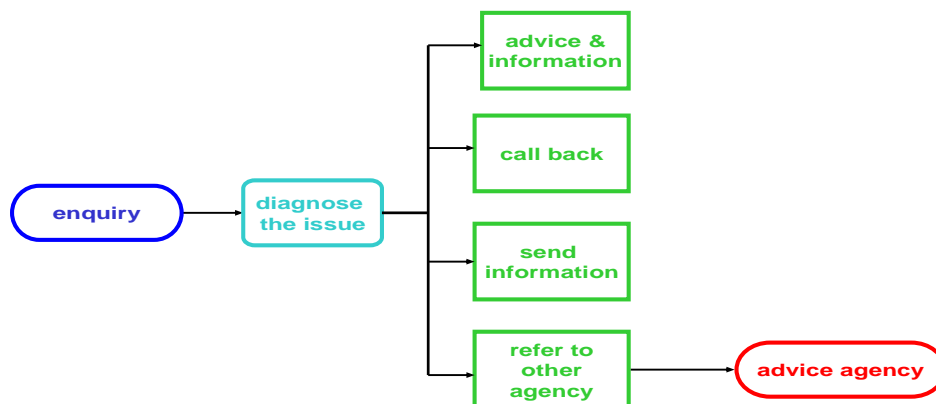 enquiry
diagnose
the issue
advice &
information
call back
send
information
refer to
other
agency
advice agency